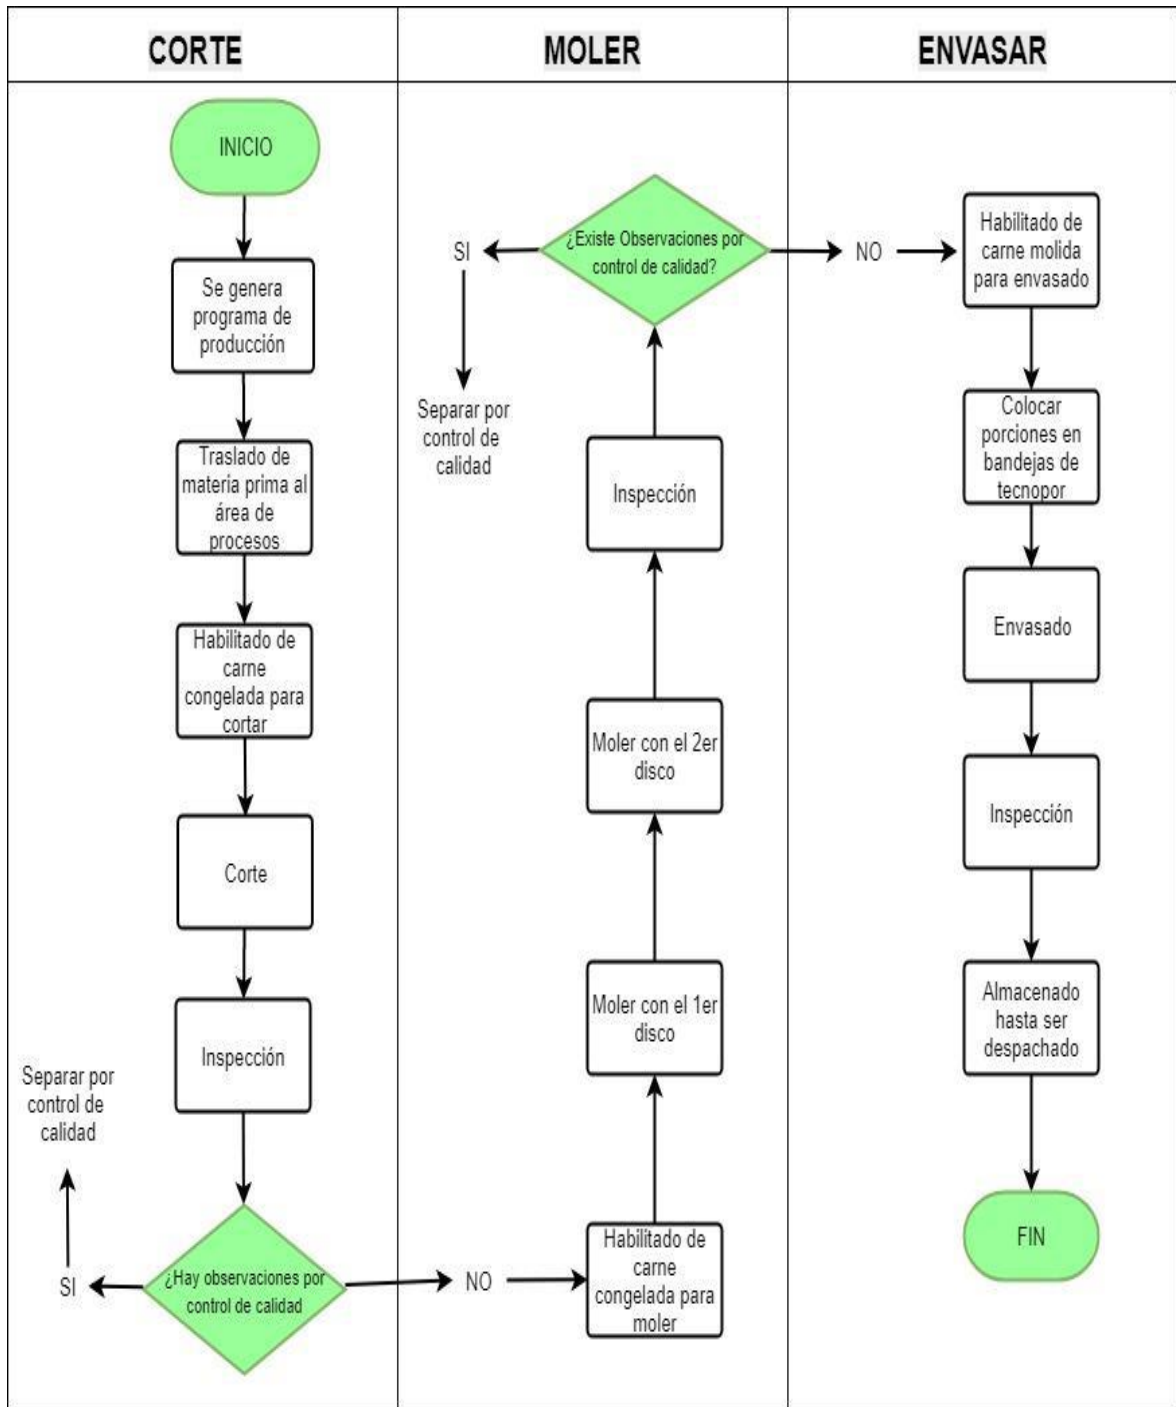 CORTE
MOLER
ENVASAR
INICIO
Se genera
programa de
producción
Traslado de
materia prima al
área de
procesos
Habilitado de
carne
congelada para
cortar
Corte
Inspección
Separar por
control de
calidad
SI
¿Hay observaciones por
control de calidad
NO
Habilitado de
carne
congelada para
moler
Moler con el 1er
disco
Moler con el 2er
disco
Inspección
¿Existe Observaciones por
control de calidad?
SI
Separar por
control de
calidad
NO
Habilitado de
carne molida
para envasado
Colocar
porciones en
bandejas de
tecnopor
Envasado
Inspección
Almacenado
hasta ser
despachado
FIN